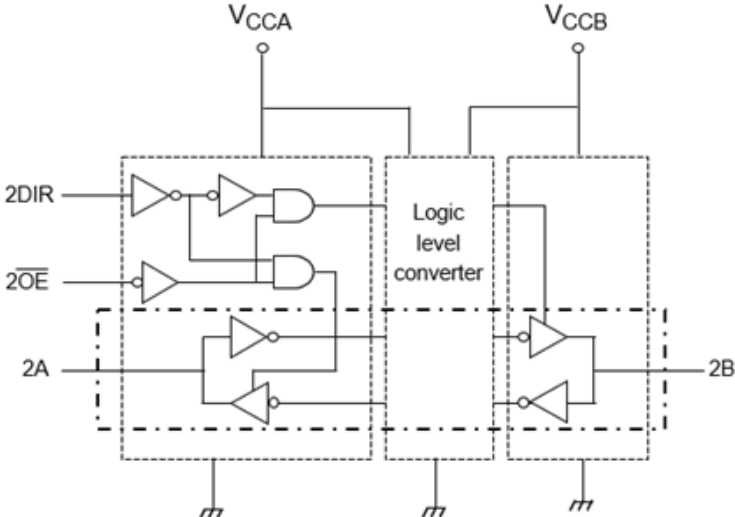 VCCA
VCCB
2DIR
2OE
Logic
level
converter
2A
2B